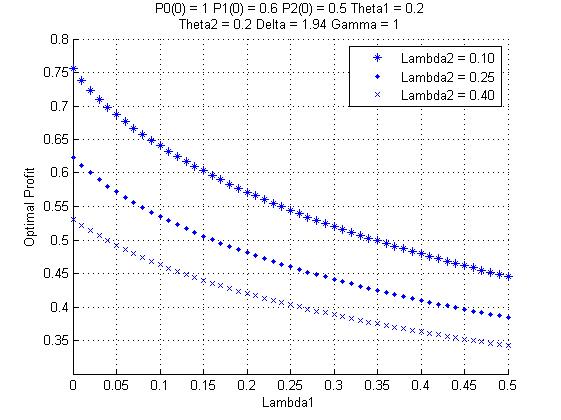 P0(0) = 1 P1(0) = 0.6 P2(0) = 0.5 Theta1 = 0.2
Theta2 = 0.2 Delta = 1.94 Gamma = 1
0.8
0.75
0.7
0.65
0.6
0.55
0.5
0.45
0.4
0.35
Optimal Profit
Lambda2 = 0.10
Lambda2 = 0.25
Lambda2 = 0.40
0 0.05 0.1 0.15 0.2 0.25 0.3 0.35 0.4 0.45 0.5
Lambda1